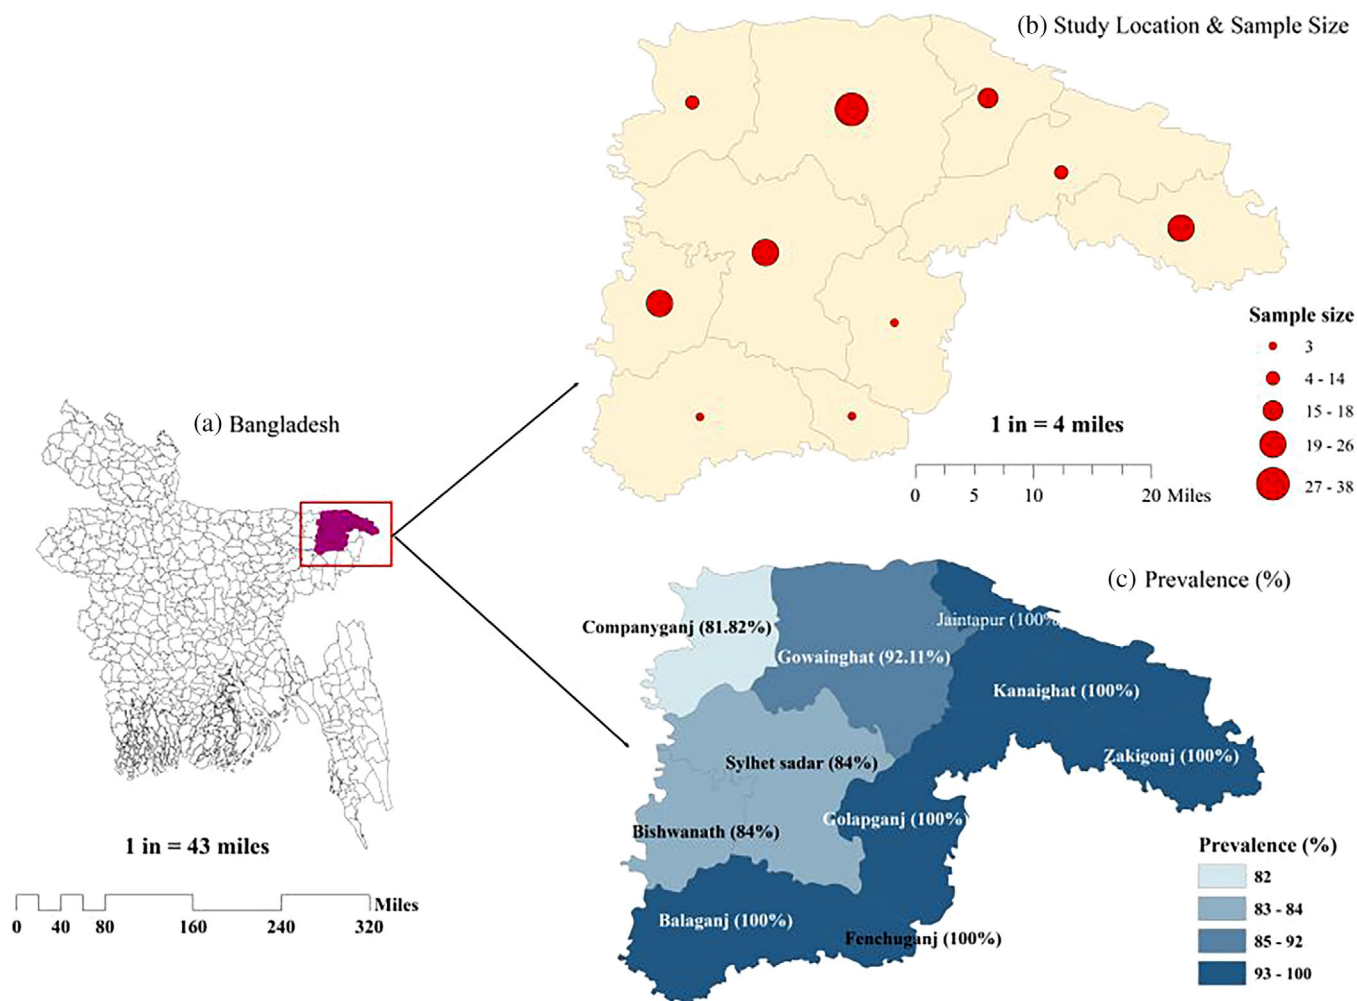 (b) Study Location & Sample Size
Sample size
3
4 - 14
15 - 18
19 - 26
27 - 38
1 in = 4 miles
0 5 10 20 Miles
(a) Bangladesh
1 in = 43 miles
Miles
0 40 80 160 240 320
(c) Prevalence (%)
Companyganj (81.82%)
Gowainghat (92.11%)
Jaintapur (100%)
Kanaighat (100%)
Zakigonj (100%)
Sylhet sadar (84%)
Bishwanath (84%)
Golapganj (100%)
Balaganj (100%)
Fenchuganj (100%)
Prevalence (%)
82
83 - 84
85 - 92
93 - 100